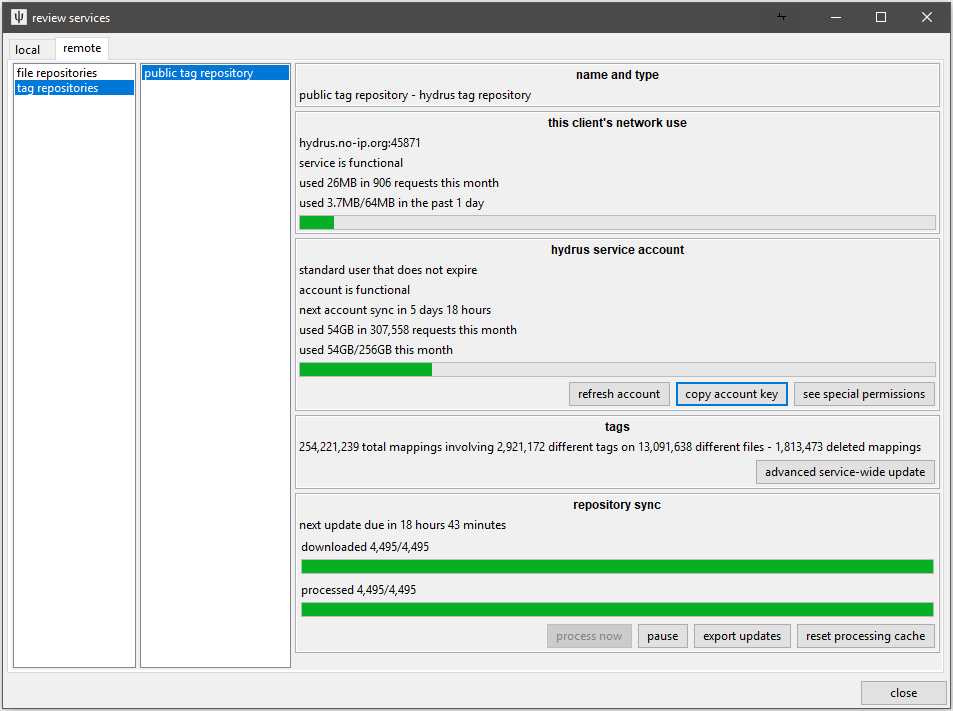 review services
local
remote
file repositories
tag repositories
public tag repository
name and type
public tag repository - hydrus tag repository
this client's network use
hydrus.no-ip.org:45871
service is functional
used 26MB in 906 requests this month
used 3.7MB/64MB in the past 1 day
hydrus service account
standard user that does not expire
account is functional
next account sync in 5 days 18 hours
used 54GB in 307,558 requests this month
used 54GB/256GB this month
refresh account
copy account key
see special permissions
tags
254,221,239 total mappings involving 2,921,172 different tags on 13,091,638 different files - 1,813,473 deleted mappings
advanced service-wide update
repository sync
next update due in 18 hours 43 minutes
downloaded 4,495/4,495
processed 4,495/4,495
process now
pause
export updates
reset processing cache
close